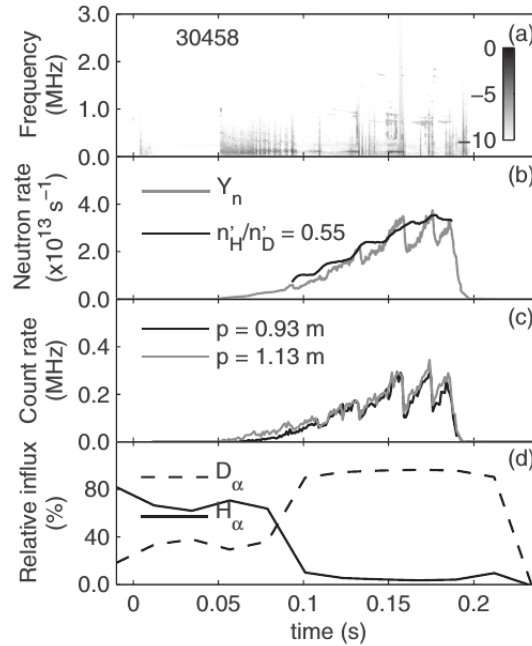 30458
(a)
3.0
2.0
1.0
0.0
Frequency
(MHz)
0
−5
−10
(b)
Yₙ
n'_H/n'_D = 0.55
4.0
2.0
0.0
Neutron rate
(x10¹³ s⁻¹)
(c)
p = 0.93 m
p = 1.13 m
0.4
0.2
0.0
Count rate
(MHz)
(d)
D_α
H_α
80
40
0.0
Relative influx
(%)
0
0.05
0.1
0.15
0.2
time (s)